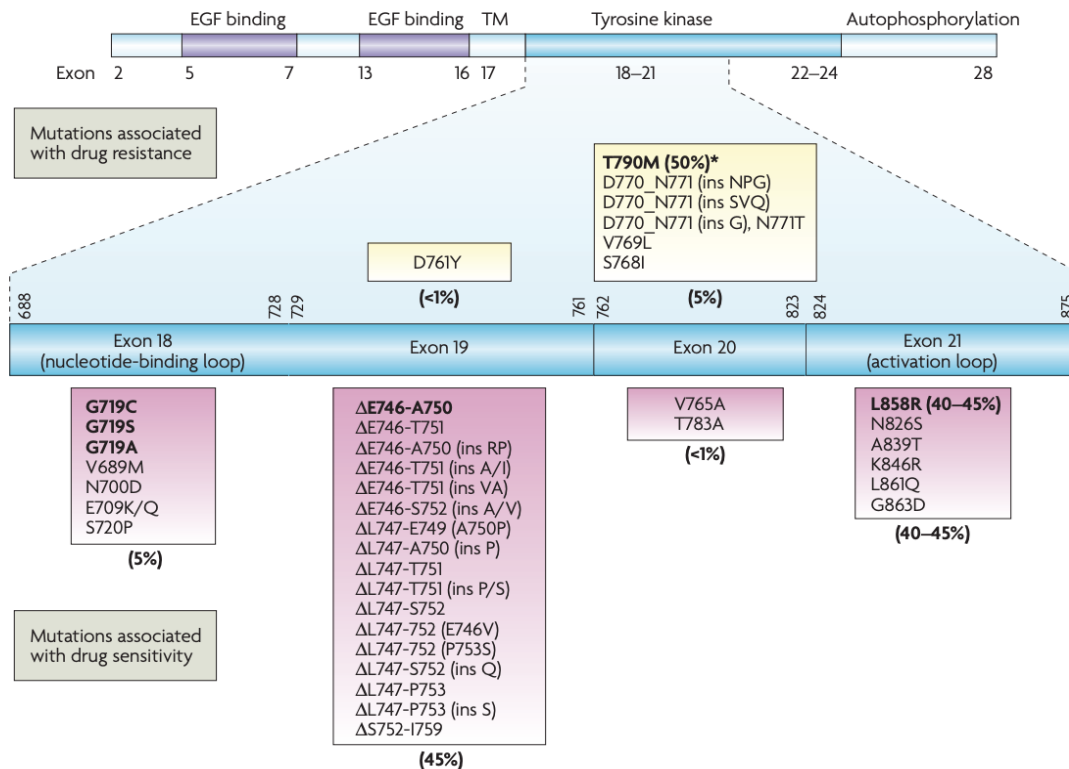 EGF binding EGF binding TM Tyrosine kinase Autophosphorylation
Exon 2 5 7 13 16 17 18–21 22–24 28
Mutations associated
with drug resistance
T790M (50%)*
D770_N771 (ins NPG)
D770_N771 (ins SVQ)
D770_N771 (ins G), N771T
V769L
S768I
(5%)
D761Y
(<1%)
688 728 729 761 762 823 824 875
Exon 18
(nucleotide-binding loop)
Exon 19
Exon 20
Exon 21
(activation loop)
G719C
G719S
G719A
V689M
N700D
E709K/Q
S720P
(5%)
ΔE746-A750
ΔE746-T751
ΔE746-A750 (ins RP)
ΔE746-T751 (ins A/I)
ΔE746-T751 (ins VA)
ΔE746-S752 (ins A/V)
ΔL747-E749 (A750P)
ΔL747-A750 (ins P)
ΔL747-T751
ΔL747-T751 (ins P/S)
ΔL747-S752
ΔL747-752 (E746V)
ΔL747-752 (P753S)
ΔL747-S752 (ins Q)
ΔL747-P753
ΔL747-P753 (ins S)
ΔS752-I759
(45%)
V765A
T783A
(<1%)
L858R (40–45%)
N826S
A839T
K846R
L861Q
G863D
(40–45%)
Mutations associated
with drug sensitivity